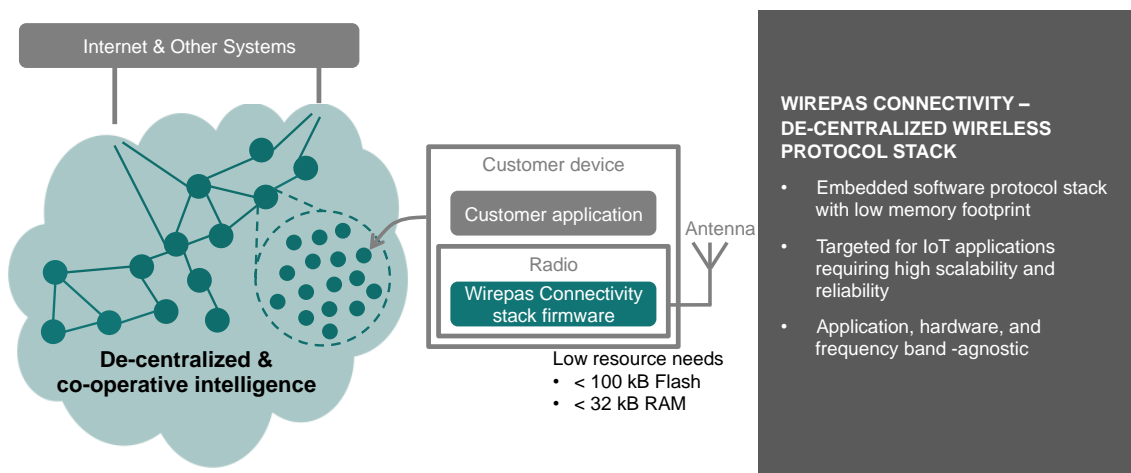 Internet & Other Systems
De-centralized &
co-operative intelligence
Customer device
Customer application
Radio
Wirepas Connectivity
stack firmware
Antenna
Low resource needs
• < 100 kB Flash
• < 32 kB RAM
WIREPAS CONNECTIVITY –
DE-CENTRALIZED WIRELESS
PROTOCOL STACK
• Embedded software protocol stack
with low memory footprint
• Targeted for IoT applications
requiring high scalability and
reliability
• Application, hardware, and
frequency band -agnostic